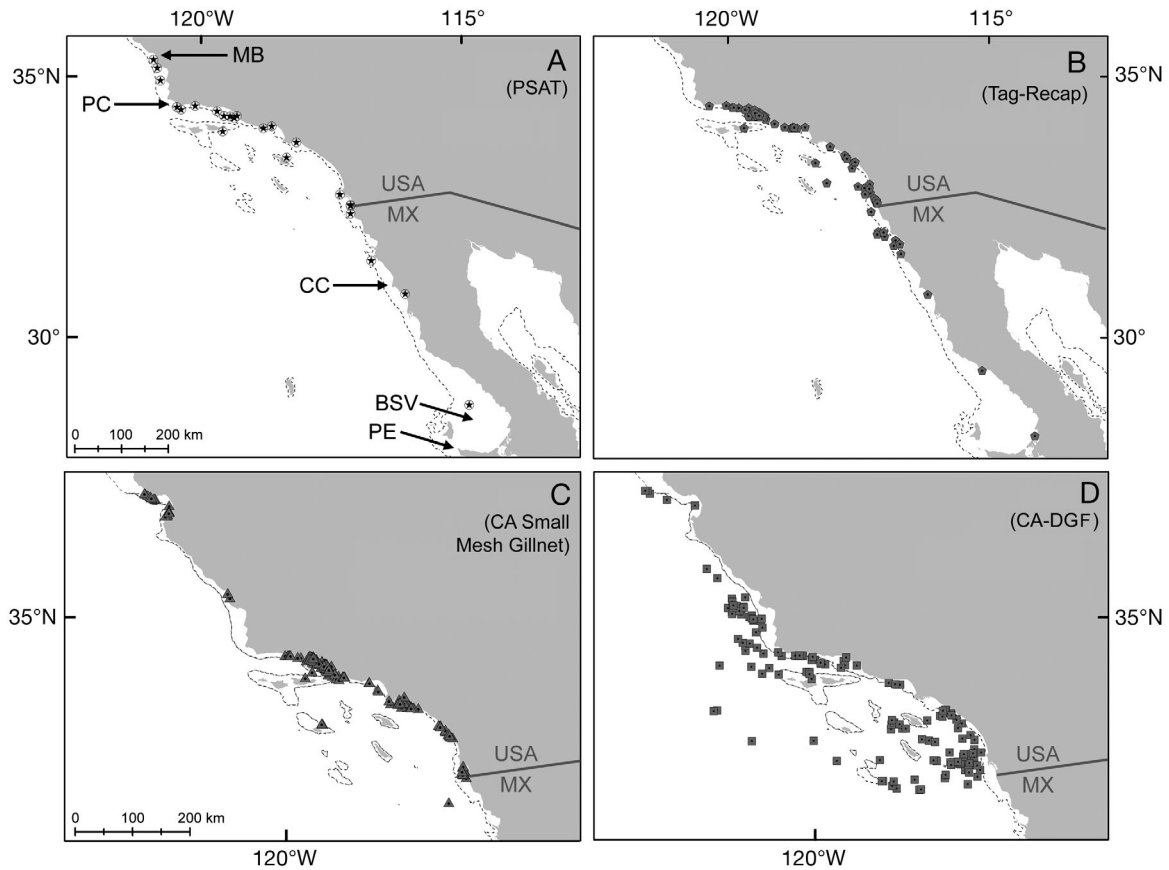 120°W
115°
120°W
115°
A
(PSAT)
MB
35°N
PC
USA
MX
CC
30°
BSV
PE
0
100
200 km
B
(Tag-Recap)
35°N
USA
MX
30°
C
(CA Small
Mesh Gillnet)
35°N
USA
MX
0
100
200 km
120°W
D
(CA-DGF)
35°N
USA
MX
120°W